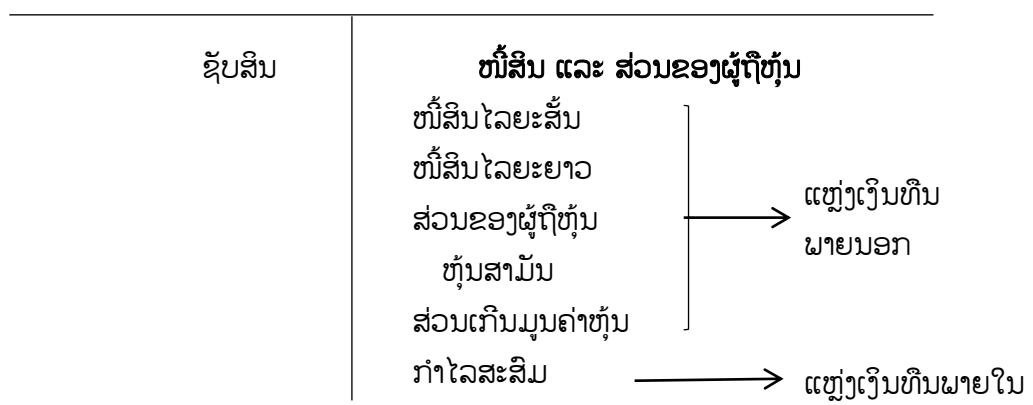 ຊັບສິນ
ໜີ້ສິນ ແລະ ສ່ວນຂອງຜູ້ຖືຫຸ້ນ
ໜີ້ສິນໄລຍະສັ້ນ
ໜີ້ສິນໄລຍະຍາວ
ສ່ວນຂອງຜູ້ຖືຫຸ້ນ
ຫຸ້ນສາມັນ
ສ່ວນເກີນມູນຄ່າຫຸ້ນ
ແຫຼ່ງເງິນທຶນ
ພາຍນອກ
ກຳໄລສະສົມ
ແຫຼ່ງເງິນທຶນພາຍໃນ